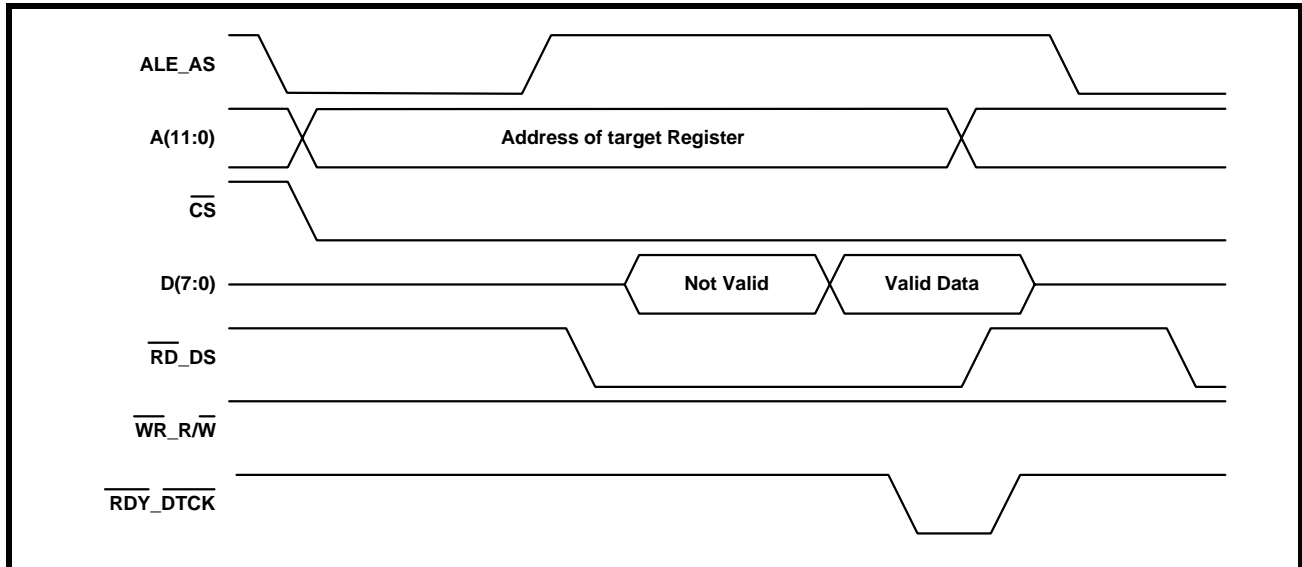 ALE_AS
A(11:0)
Address of target Register
CS
D(7:0)
Not Valid
Valid Data
RD_DS
WR_R/W
RDY_DTCK